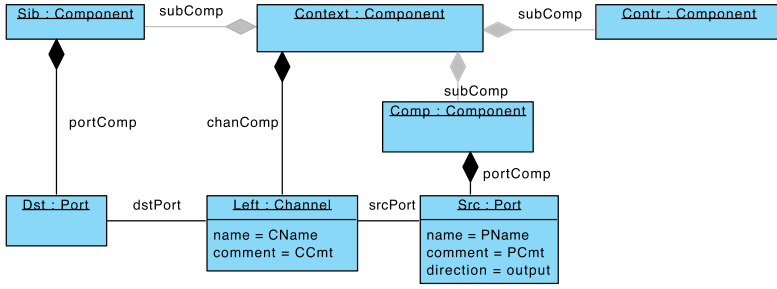 Sib : Component
subComp
Context : Component
subComp
Contr : Component
subComp
Comp : Component
portComp
chanComp
portComp
Dst : Port
dstPort
Left : Channel
name = CName
comment = CCmt
srcPort
Src : Port
name = PName
comment = PCmt
direction = output